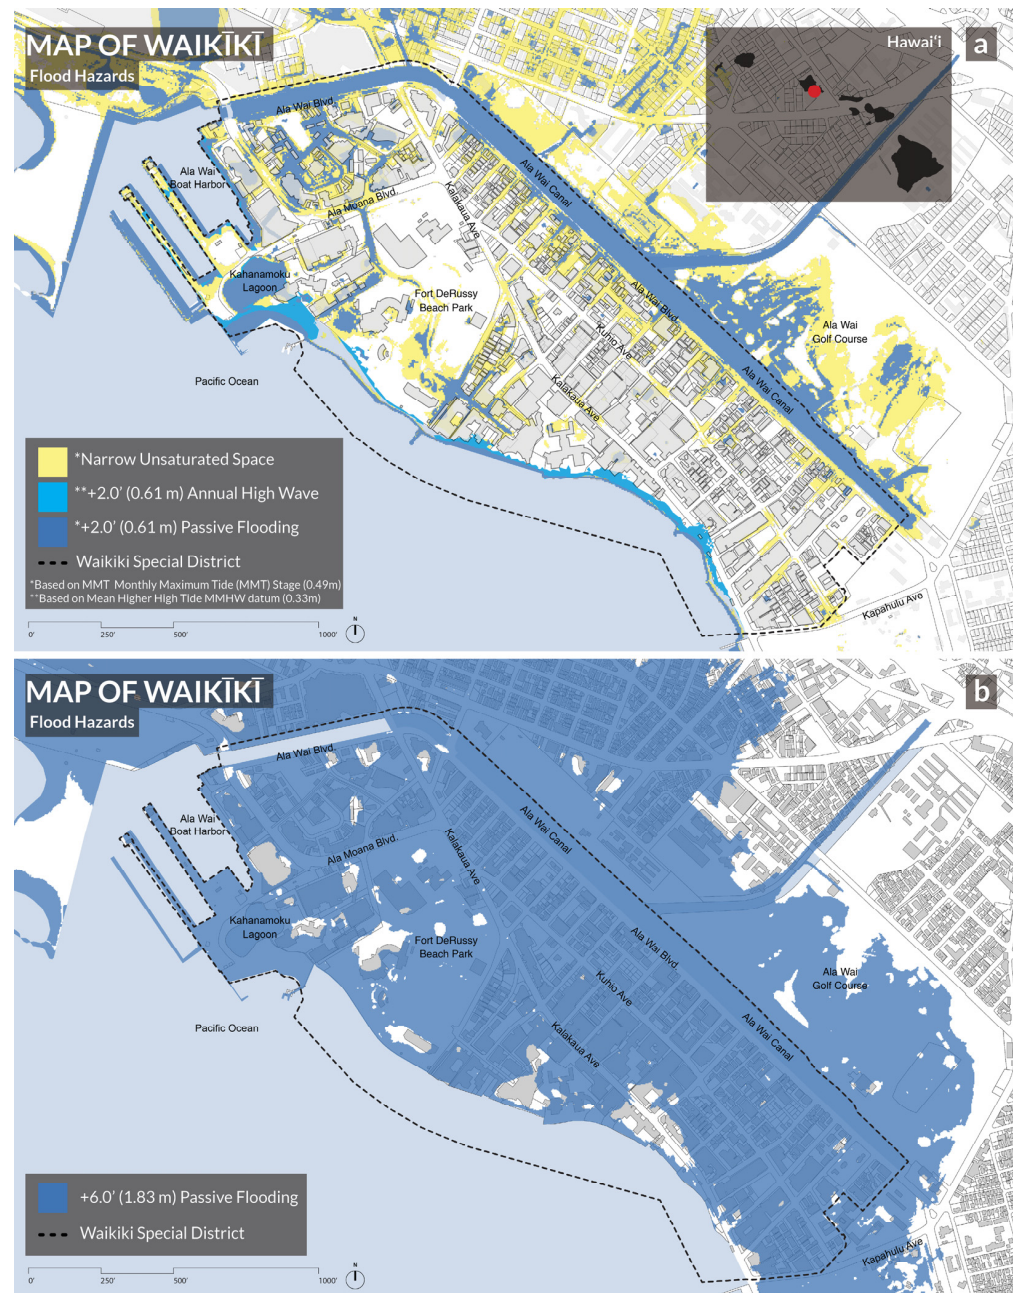 MAP OF WAIKĪKĪ
Flood Hazards
Hawaiʻi
a
Ala Wai Blvd.
Ala Wai
Boat Harbor
Ala Moana Blvd.
Kalakaua Ave
Ala Wai Canal
Kahanamoku
Lagoon
Fort DeRussy
Beach Park
Ala Wai Blvd.
Kuhio Ave
Ala Wai
Golf Course
Pacific Ocean
Kalakaua Ave
Ala Wai Canal
Kapahulu Ave
*Narrow Unsaturated Space
**+2.0' (0.61 m) Annual High Wave
*+2.0' (0.61 m) Passive Flooding
Waikiki Special District
*Based on MMT Monthly Maximum Tide (MMT) Stage (0.49m)
**Based on Mean Higher High Tide MMHW datum (0.33m)
0'
250'
500'
1000'
N
MAP OF WAIKĪKĪ
Flood Hazards
b
Ala Wai Blvd.
Ala Wai
Boat Harbor
Ala Moana Blvd.
Kalakaua Ave
Ala Wai Canal
Kahanamoku
Lagoon
Fort DeRussy
Beach Park
Ala Wai Blvd.
Kuhio Ave
Ala Wai
Golf Course
Pacific Ocean
Kalakaua Ave
Ala Wai Canal
Kapahulu Ave
+6.0' (1.83 m) Passive Flooding
Waikiki Special District
0'
250'
500'
1000'
N